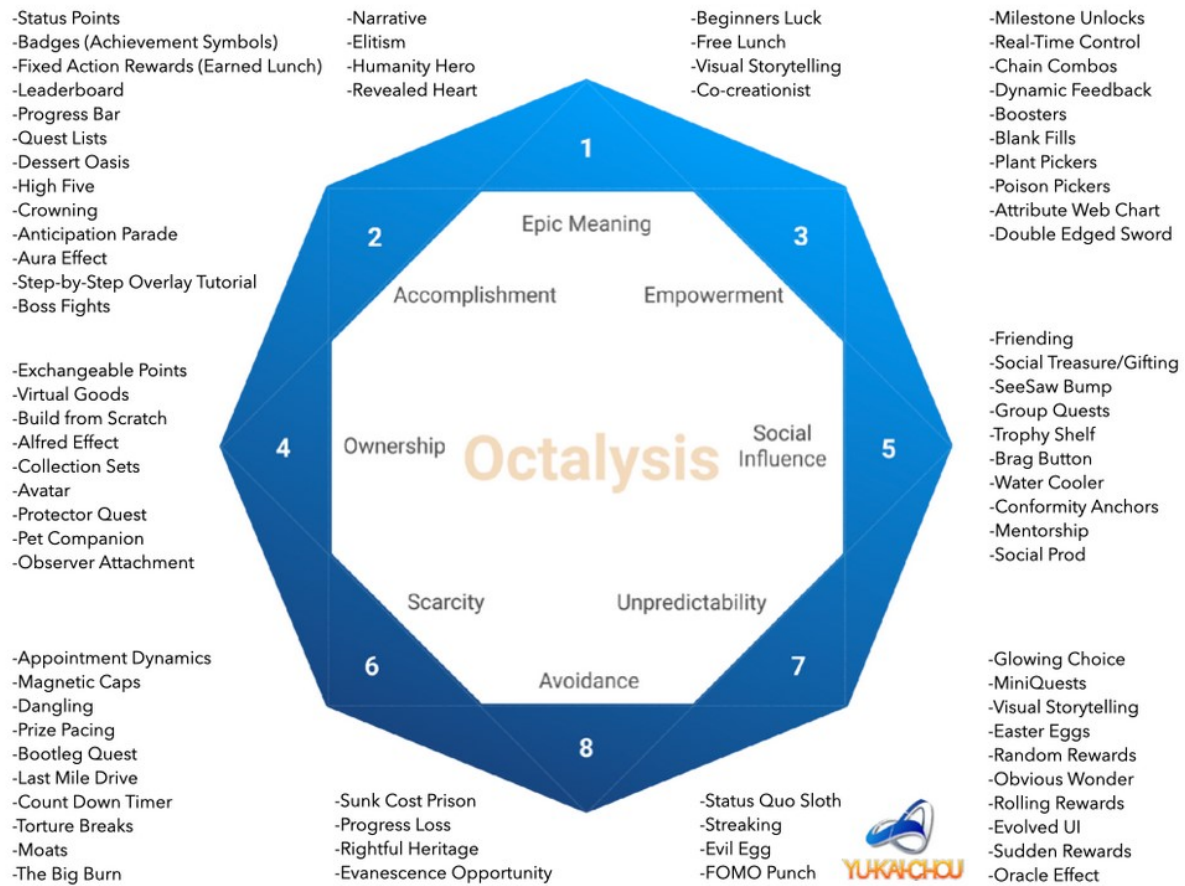 -Status Points
-Badges (Achievement Symbols)
-Fixed Action Rewards (Earned Lunch)
-Leaderboard
-Progress Bar
-Quest Lists
-Dessert Oasis
-High Five
-Crowning
-Anticipation Parade
-Aura Effect
-Step-by-Step Overlay Tutorial
-Boss Fights
-Narrative
-Elitism
-Humanity Hero
-Revealed Heart
-Beginners Luck
-Free Lunch
-Visual Storytelling
-Co-creationist
-Milestone Unlocks
-Real-Time Control
-Chain Combos
-Dynamic Feedback
-Boosters
-Blank Fills
-Plant Pickers
-Poison Pickers
-Attribute Web Chart
-Double Edged Sword
1
Epic Meaning
2
Accomplishment
3
Empowerment
-Exchangeable Points
-Virtual Goods
-Build from Scratch
-Alfred Effect
-Collection Sets
-Avatar
-Protector Quest
-Pet Companion
-Observer Attachment
4
Ownership
Octalysis
Social
Influence
5
-Friending
-Social Treasure/Gifting
-SeeSaw Bump
-Group Quests
-Trophy Shelf
-Brag Button
-Water Cooler
-Conformity Anchors
-Mentorship
-Social Prod
Scarcity
6
Unpredictability
7
Avoidance
8
-Appointment Dynamics
-Magnetic Caps
-Dangling
-Prize Pacing
-Bootleg Quest
-Last Mile Drive
-Count Down Timer
-Torture Breaks
-Moats
-The Big Burn
-Sunk Cost Prison
-Progress Loss
-Rightful Heritage
-Evanescence Opportunity
-Status Quo Sloth
-Streaking
-Evil Egg
-FOMO Punch
YU-KAI-CHOU
-Glowing Choice
-MiniQuests
-Visual Storytelling
-Easter Eggs
-Random Rewards
-Obvious Wonder
-Rolling Rewards
-Evolved UI
-Sudden Rewards
-Oracle Effect